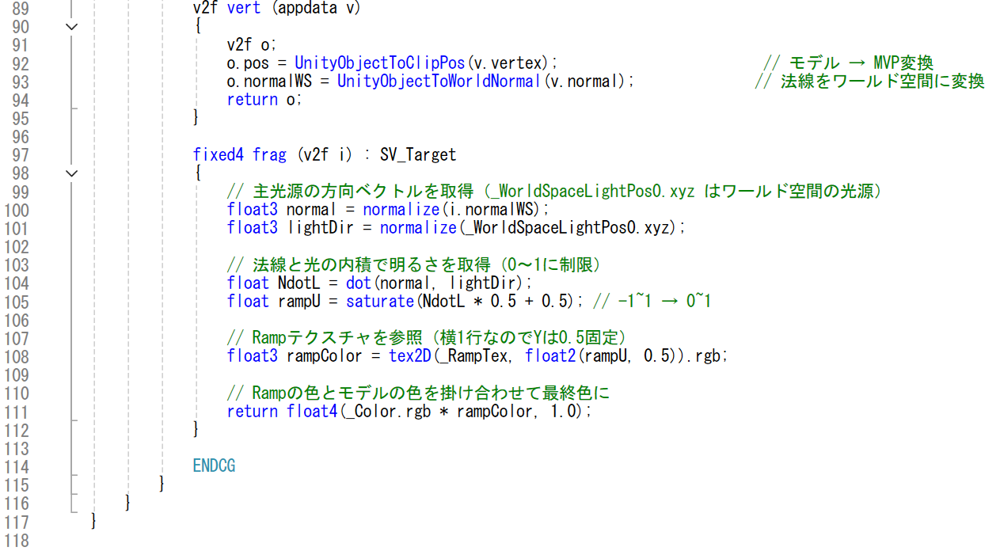 89 v2f vert (appdata v)
90 {
91 v2f o;
92 o.pos = UnityObjectToClipPos(v.vertex); // モデル → MVP変換
93 o.normalWS = UnityObjectToWorldNormal(v.normal); // 法線をワールド空間に変換
94 return o;
95 }
96
97 fixed4 frag (v2f i) : SV_Target
98 {
99 // 主光源の方向ベクトルを取得（_WorldSpaceLightPos0.xyz はワールド空間の光源）
100 float3 normal = normalize(i.normalWS);
101 float3 lightDir = normalize(_WorldSpaceLightPos0.xyz);
102
103 // 法線と光の内積で明るさを取得（0～1に制限）
104 float NdotL = dot(normal, lightDir);
105 float rampU = saturate(NdotL * 0.5 + 0.5); // -1~1 → 0~1
106
107 // Rampテクスチャを参照（横1行なのでYは0.5固定）
108 float3 rampColor = tex2D(_RampTex, float2(rampU, 0.5)).rgb;
109
110 // Rampの色とモデルの色を掛け合わせて最終色に
111 return float4(_Color.rgb * rampColor, 1.0);
112 }
113
114 ENDCG
115 }
116 }
117 }
118